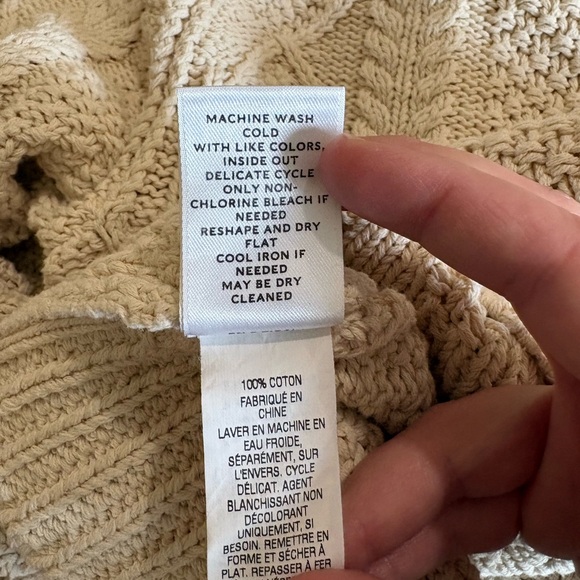 MACHINE WASH
COLD
WITH LIKE COLORS,
INSIDE OUT
DELICATE CYCLE
ONLY NON-
CHLORINE BLEACH IF
NEEDED
RESHAPE AND DRY
FLAT
COOL IRON IF
NEEDED
MAY BE DRY
CLEANED
100% COTON
FABRIQUÉ EN
CHINE
LAVER EN MACHINE EN
EAU FROIDE,
SÉPARÉMENT, SUR
L'ENVERS. CYCLE
DÉLICAT. AGENT
BLANCHISSANT NON
DÉCOLORANT
UNIQUEMENT, SI
BESOIN. REMETTRE EN
FORME ET SÉCHER À
PLAT. REPASSER À FER